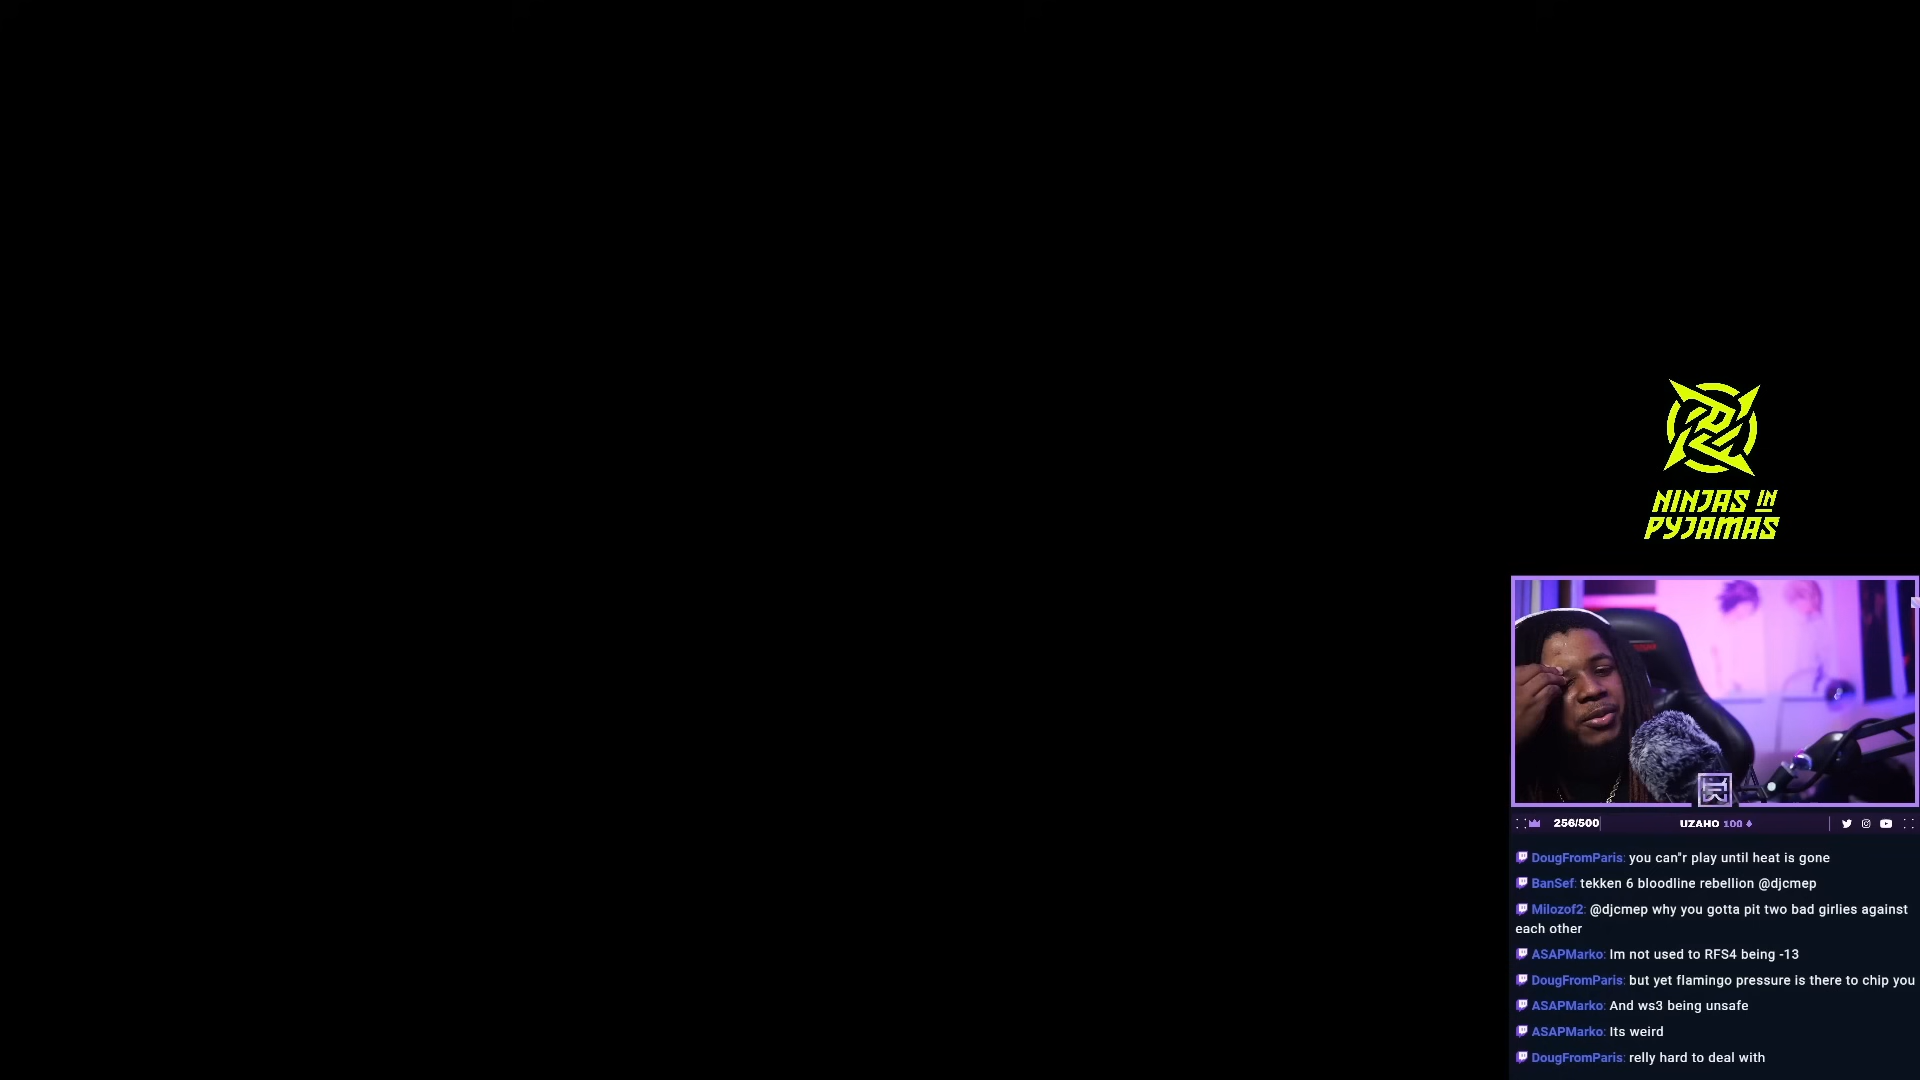 NINJAS IN
PYJAMAS
256/500
UZAHO 100
DougFromParis: you can"r play until heat is gone
BanSef: tekken 6 bloodline rebellion @djcmep
Milozof2: @djcmep why you gotta pit two bad girlies against
each other
ASAPMarko: Im not used to RFS4 being -13
DougFromParis: but yet flamingo pressure is there to chip you
ASAPMarko: And ws3 being unsafe
ASAPMarko: Its weird
DougFromParis: relly hard to deal with